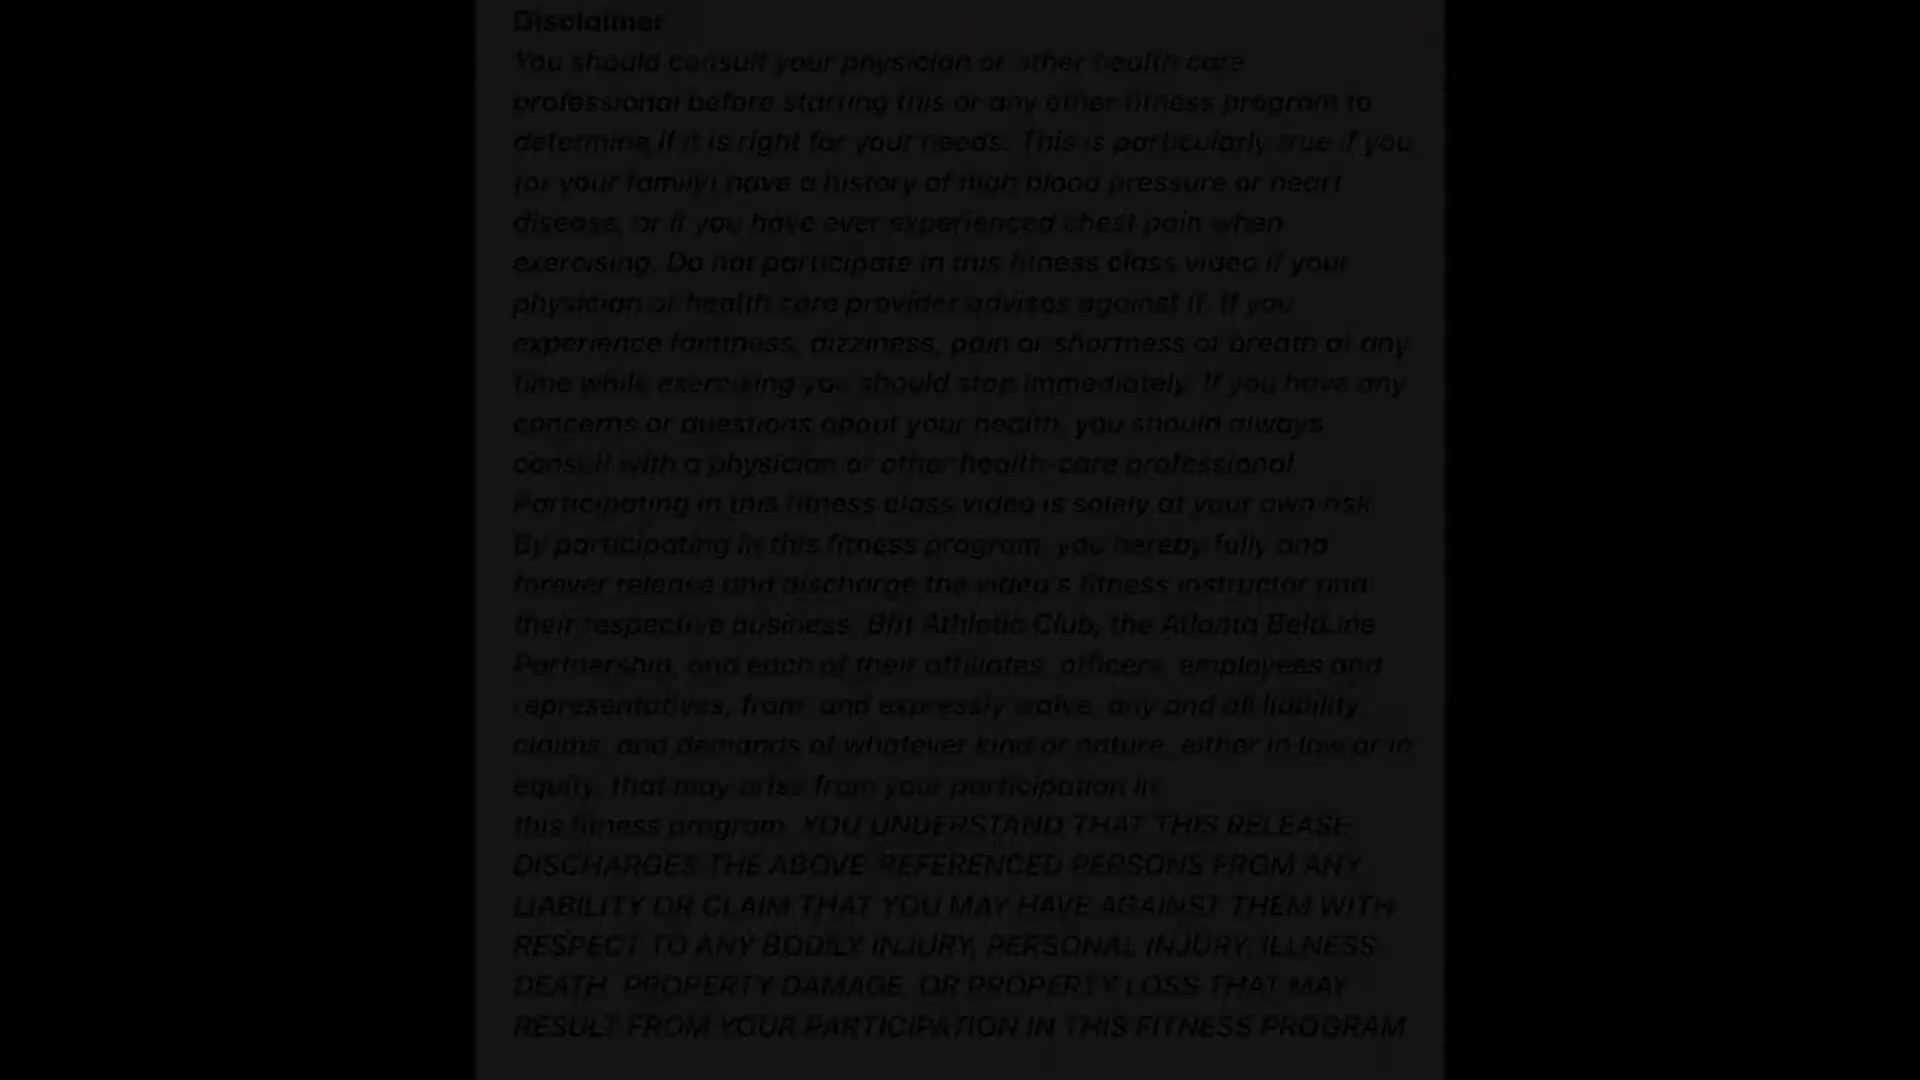 Disclaimer
You should consult your physician or other health care
professional before starting this or any other fitness program to
determine if it is right for your needs. This is particularly true if you
(or your family) have a history of high blood pressure or heart
disease, or if you have ever experienced chest pain when
exercising. Do not participate in this fitness class video if your
physician or health care provider advises against it. If you
experience faintness, dizziness, pain or shortness of breath at any
time while exercising you should stop immediately. If you have any
concerns or questions about your health, you should always
consult with a physician or other health-care professional.
Participating in this fitness class video is solely at your own risk.
By participating in this fitness program, you hereby fully and
forever release and discharge the video's fitness instructor and
their respective business, Bht Athletic Club, the Atlanta BeltLine
Partnership, and each of their affiliates, officers, employees and
representatives, from, and expressly waive, any and all liability,
claims, and demands of whatever kind or nature, either in law or in
equity, that may arise from your participation in
this fitness program. YOU UNDERSTAND THAT THIS RELEASE
DISCHARGES THE ABOVE-REFERENCED PERSONS FROM ANY
LIABILITY OR CLAIM THAT YOU MAY HAVE AGAINST THEM WITH
RESPECT TO ANY BODILY INJURY, PERSONAL INJURY, ILLNESS,
DEATH, PROPERTY DAMAGE, OR PROPERTY LOSS THAT MAY
RESULT FROM YOUR PARTICIPATION IN THIS FITNESS PROGRAM